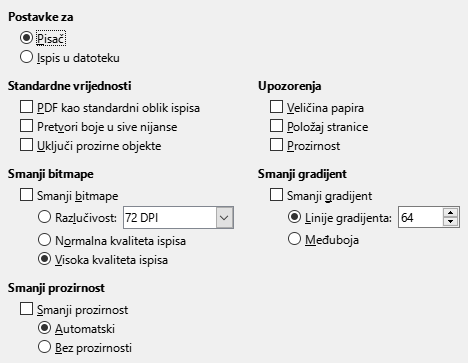 Postavke za
Pisač
Ispis u datoteku
Standardne vrijednosti
PDF kao standardni oblik ispisa
Pretvori boje u sive nijanse
Uključi prozirne objekte
Upozorenja
Veličina papira
Položaj stranice
Prozirnost
Smanji bitmape
Smanji bitmape
Razlučivost: 72 DPI
Normalna kvaliteta ispisa
Visoka kvaliteta ispisa
Smanji gradijent
Smanji gradijent
Linije gradijenta: 64
Međuboja
Smanji prozirnost
Smanji prozirnost
Automatski
Bez prozirnosti